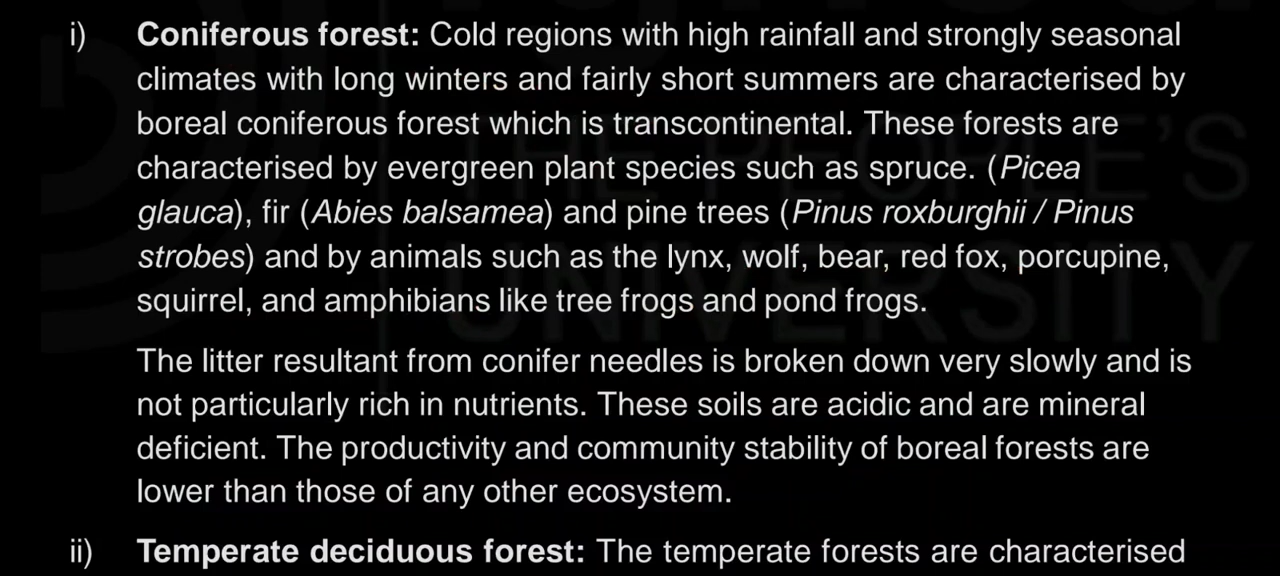 i) Coniferous forest: Cold regions with high rainfall and strongly seasonal
climates with long winters and fairly short summers are characterised by
boreal coniferous forest which is transcontinental. These forests are
characterised by evergreen plant species such as spruce. (Picea
glauca), fir (Abies balsamea) and pine trees (Pinus roxburghii / Pinus
strobes) and by animals such as the lynx, wolf, bear, red fox, porcupine,
squirrel, and amphibians like tree frogs and pond frogs.
The litter resultant from conifer needles is broken down very slowly and is
not particularly rich in nutrients. These soils are acidic and are mineral
deficient. The productivity and community stability of boreal forests are
lower than those of any other ecosystem.
ii) Temperate deciduous forest: The temperate forests are characterised
THE PEOPLE'S
UNIVERSITY